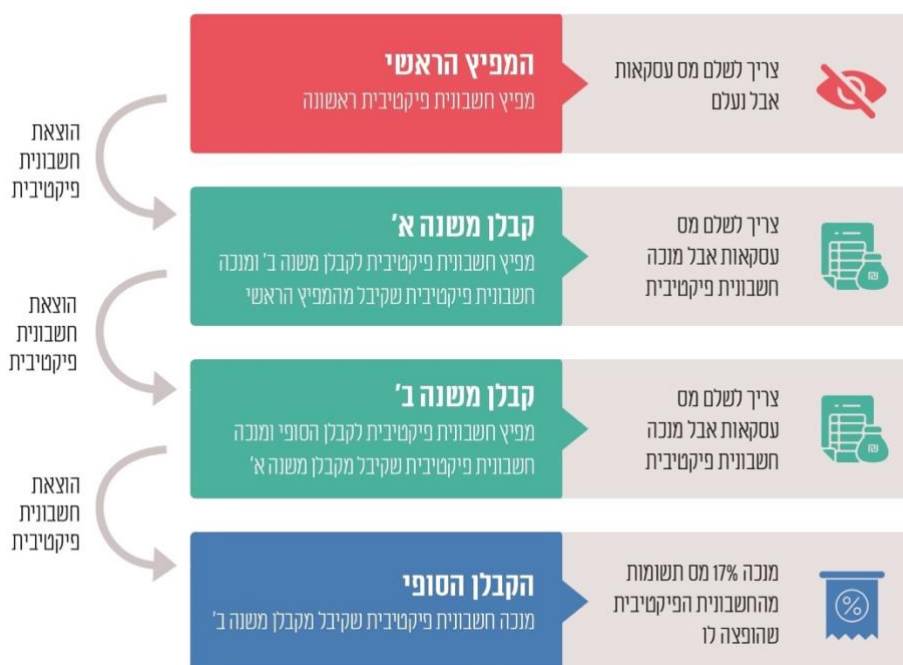 המפיץ הראשי
מפיץ חשבונית פיקטיבית ראשונה
צריך לשלם מס עסקאות
אבל נעלם
הוצאת
חשבונית
פיקטיבית
קבלן משנה א'
מפיץ חשבונית פיקטיבית לקבלן משנה ב' ומנכה
חשבונית פיקטיבית שקיבל מהמפיץ הראשי
צריך לשלם מס
עסקאות אבל מנכה
חשבונית פיקטיבית
הוצאת
חשבונית
פיקטיבית
קבלן משנה ב'
מפיץ חשבונית פיקטיבית לקבלן הסופי ומנכה
חשבונית פיקטיבית שקיבל מקבלן משנה א'
צריך לשלם מס
עסקאות אבל מנכה
חשבונית פיקטיבית
הוצאת
חשבונית
פיקטיבית
הקבלן הסופי
מנכה חשבונית פיקטיבית שקיבל מקבלן משנה ב'
מנכה 17% מס תשומות
מהחשבונית הפיקטיבית
שהופצה לו